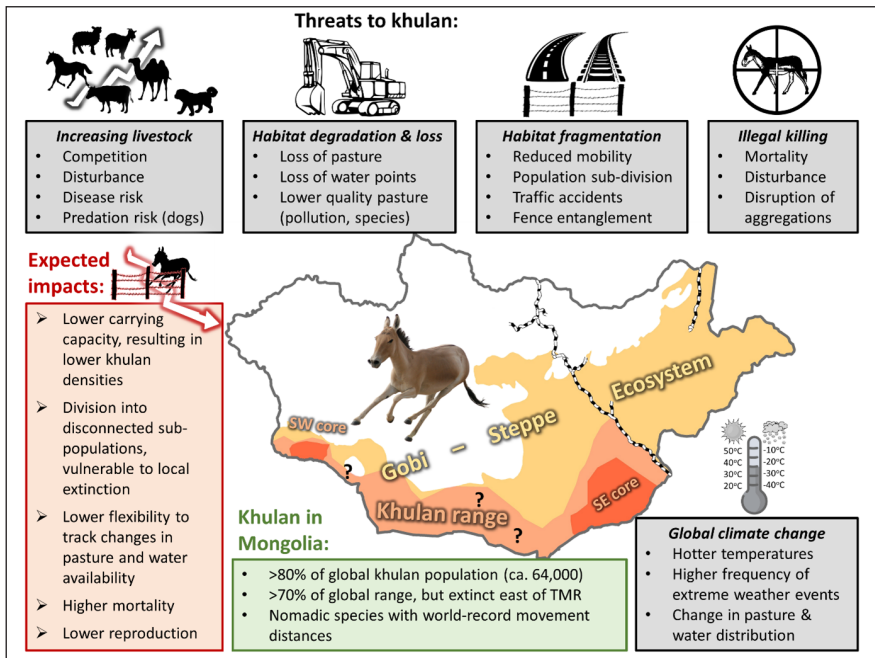 Threats to khulan:
Increasing livestock
• Competition
• Disturbance
• Disease risk
• Predation risk (dogs)
Habitat degradation & loss
• Loss of pasture
• Loss of water points
• Lower quality pasture
(pollution, species)
Habitat fragmentation
• Reduced mobility
• Population sub-division
• Traffic accidents
• Fence entanglement
Illegal killing
• Mortality
• Disturbance
• Disruption of
aggregations
Expected
impacts:
➢ Lower carrying
capacity, resulting in
lower khulan
densities
➢ Division into
disconnected sub-
populations,
vulnerable to local
extinction
➢ Lower flexibility to
track changes in
pasture and water
availability
➢ Higher mortality
➢ Lower reproduction
SW core
Gobi – Steppe Ecosystem
?
?
?
Khulan range
SE core
Khulan in
Mongolia:
• >80% of global khulan population (ca. 64,000)
• >70% of global range, but extinct east of TMR
• Nomadic species with world-record movement
distances
50°C -10°C
40°C -20°C
30°C -30°C
20°C -40°C
Global climate change
• Hotter temperatures
• Higher frequency of
extreme weather events
• Change in pasture &
water distribution